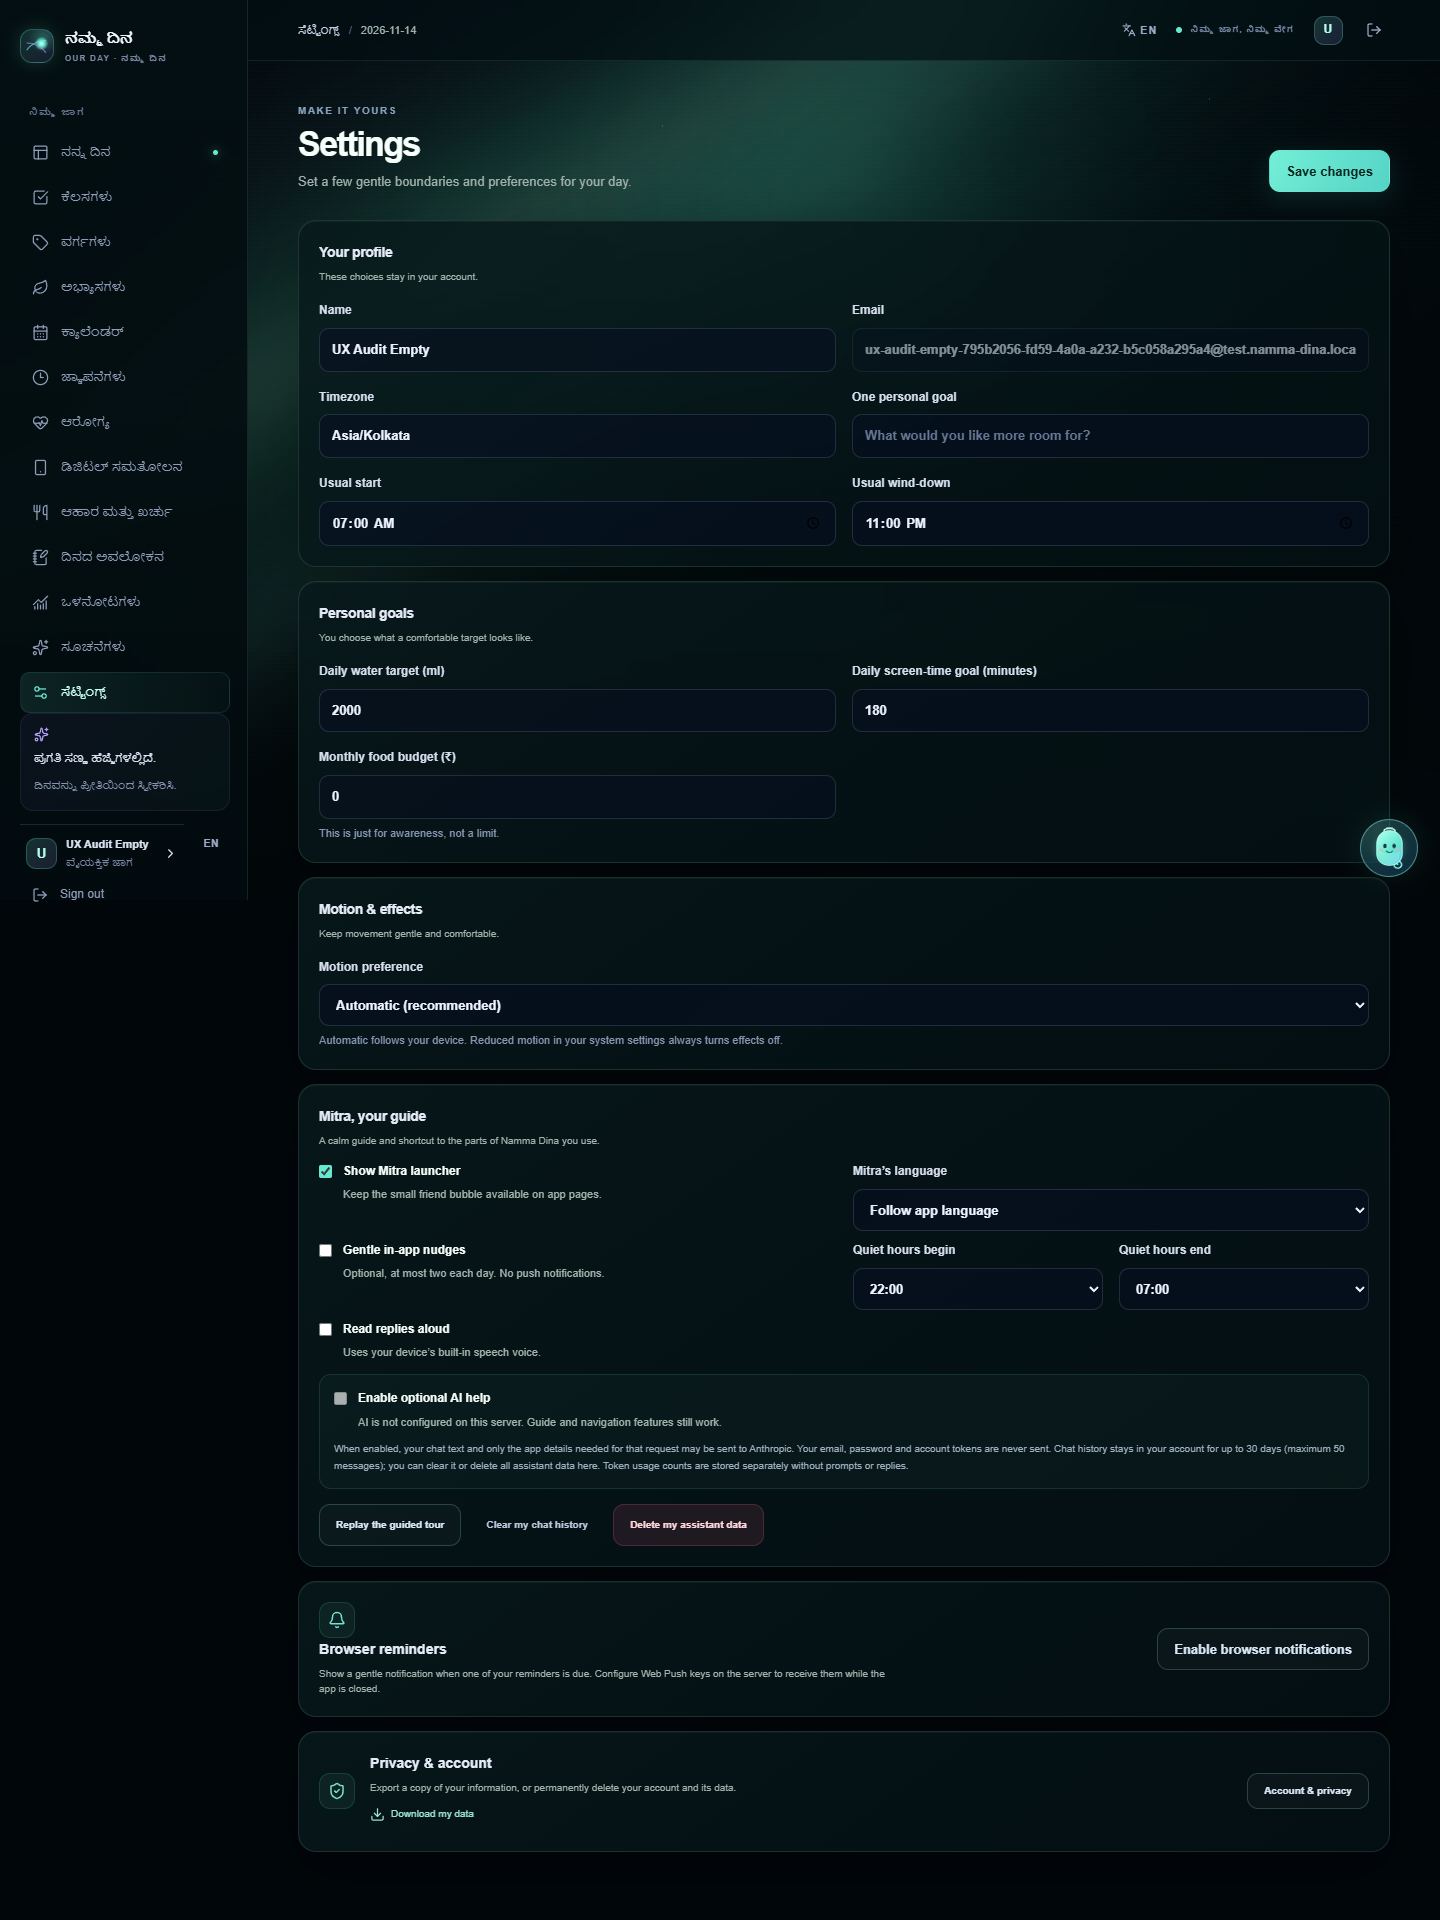 ನಮ್ಮ ದಿನ
OUR DAY · ನಮ್ಮ ದಿನ
ನಿಮ್ಮ ಜಾಗ
ನನ್ನ ದಿನ
ಕೆಲಸಗಳು
ವರ್ಗಗಳು
ಅಭ್ಯಾಸಗಳು
ಕ್ಯಾಲೆಂಡರ್
ಜ್ಞಾಪನೆಗಳು
ಆರೋಗ್ಯ
ಡಿಜಿಟಲ್ ಸಮತೋಲನ
ಆಹಾರ ಮತ್ತು ಖರ್ಚು
ದಿನದ ಅವಲೋಕನ
ಒಳನೋಟಗಳು
ಸೂಚನೆಗಳು
ಸೆಟ್ಟಿಂಗ್ಸ್
ಪ್ರಗತಿ ಸಣ್ಣ ಹೆಜ್ಜೆಗಳಲ್ಲಿದೆ.
ದಿನವನ್ನು ಪ್ರೀತಿಯಿಂದ ಸ್ವೀಕರಿಸಿ.
U
UX Audit Empty
ವೈಯಕ್ತಿಕ ಜಾಗ
EN
Sign out
ಸೆಟ್ಟಿಂಗ್ಸ್ / 2026-11-14
EN
ನಿಮ್ಮ ಜಾಗ, ನಿಮ್ಮ ವೇಗ
U
MAKE IT YOURS
Settings
Set a few gentle boundaries and preferences for your day.
Save changes
Your profile
These choices stay in your account.
Name
Email
UX Audit Empty
ux-audit-empty-795b2056-fd59-4a0a-a232-b5c058a295a4@test.namma-dina.loca
Timezone
One personal goal
Asia/Kolkata
What would you like more room for?
Usual start
Usual wind-down
07:00 AM
11:00 PM
Personal goals
You choose what a comfortable target looks like.
Daily water target (ml)
Daily screen-time goal (minutes)
2000
180
Monthly food budget (₹)
0
This is just for awareness, not a limit.
Motion & effects
Keep movement gentle and comfortable.
Motion preference
Automatic (recommended)
Automatic follows your device. Reduced motion in your system settings always turns effects off.
Mitra, your guide
A calm guide and shortcut to the parts of Namma Dina you use.
Show Mitra launcher
Keep the small friend bubble available on app pages.
Mitra's language
Follow app language
Gentle in-app nudges
Optional, at most two each day. No push notifications.
Quiet hours begin
Quiet hours end
22:00
07:00
Read replies aloud
Uses your device's built-in speech voice.
Enable optional AI help
AI is not configured on this server. Guide and navigation features still work.
When enabled, your chat text and only the app details needed for that request may be sent to Anthropic. Your email, password and account tokens are never sent. Chat history stays in your account for up to 30 days (maximum 50
messages); you can clear it or delete all assistant data here. Token usage counts are stored separately without prompts or replies.
Replay the guided tour
Clear my chat history
Delete my assistant data
Browser reminders
Show a gentle notification when one of your reminders is due. Configure Web Push keys on the server to receive them while the
app is closed.
Enable browser notifications
Privacy & account
Export a copy of your information, or permanently delete your account and its data.
Download my data
Account & privacy